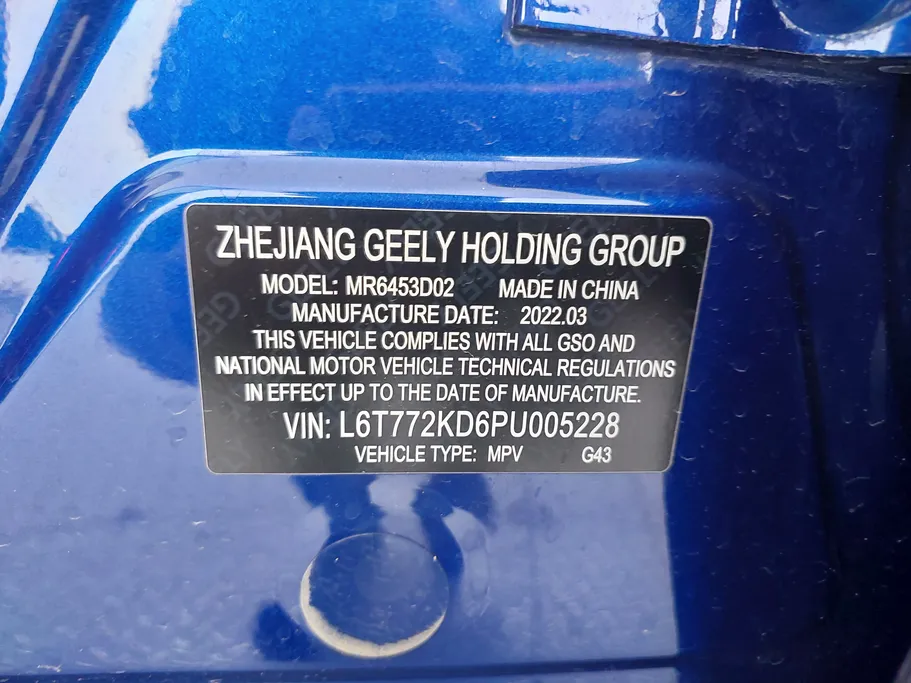 ZHEJIANG GEELY HOLDING GROUP
MODEL: MR6453D02 MADE IN CHINA
MANUFACTURE DATE: 2022.03
THIS VEHICLE COMPLIES WITH ALL GSO AND
NATIONAL MOTOR VEHICLE TECHNICAL REGULATIONS
IN EFFECT UP TO THE DATE OF MANUFACTURE.
VIN: L6T772KD6PU005228
VEHICLE TYPE: MPV G43